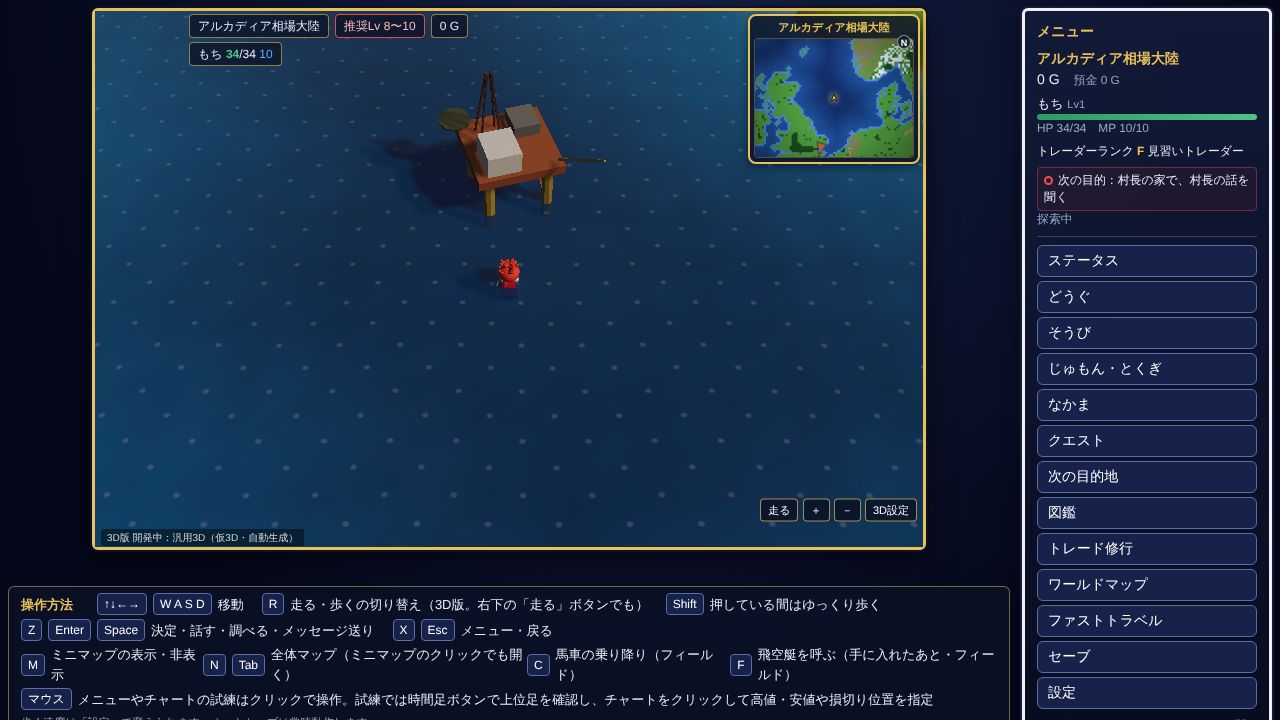 アルカディア相場大陸 推奨Lv 8〜10 0 G
もち 34/34 10
アルカディア相場大陸
N
走る + − 3D設定
3D版 開発中：汎用3D（仮3D・自動生成）
操作方法 ↑↓←→ W A S D 移動 R 走る・歩くの切り替え（3D版。右下の「走る」ボタンでも） Shift 押している間はゆっくり歩く
Z Enter Space 決定・話す・調べる・メッセージ送り X Esc メニュー・戻る
M ミニマップの表示・非表示 N Tab 全体マップ（ミニマップのクリックでも開く） C 馬車の乗り降り（フィールド） F 飛空艇を呼ぶ（手に入れたあと・フィールド）
マウス メニューやチャートの試練はクリックで操作。試練では時間足ボタンで上位足を確認し、チャートをクリックして高値・安値や損切り位置を指定
メニュー
アルカディア相場大陸
0 G 預金 0 G
もち Lv1
HP 34/34 MP 10/10
トレーダーランク F 見習いトレーダー
次の目的：村長の家で、村長の話を
聞く
探索中
ステータス
どうぐ
そうび
じゅもん・とくぎ
なかま
クエスト
次の目的地
図鑑
トレード修行
ワールドマップ
ファストトラベル
セーブ
設定